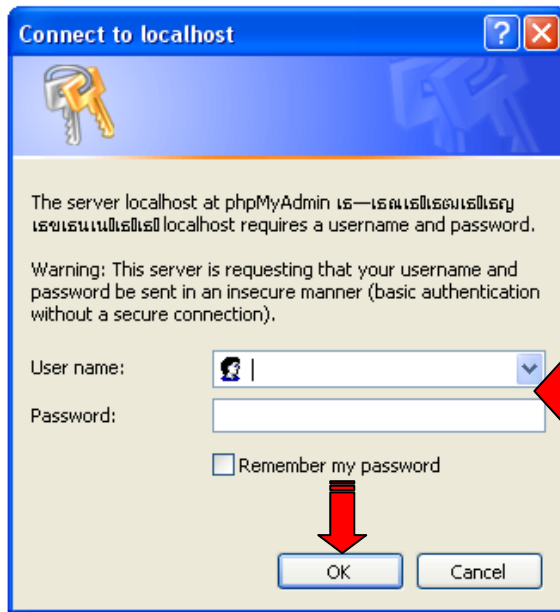 Connect to localhost
The server localhost at phpMyAdmin
localhost requires a username and password.
Warning: This server is requesting that your username and
password be sent in an insecure manner (basic authentication
without a secure connection).
User name:
Password:
Remember my password
OK
Cancel